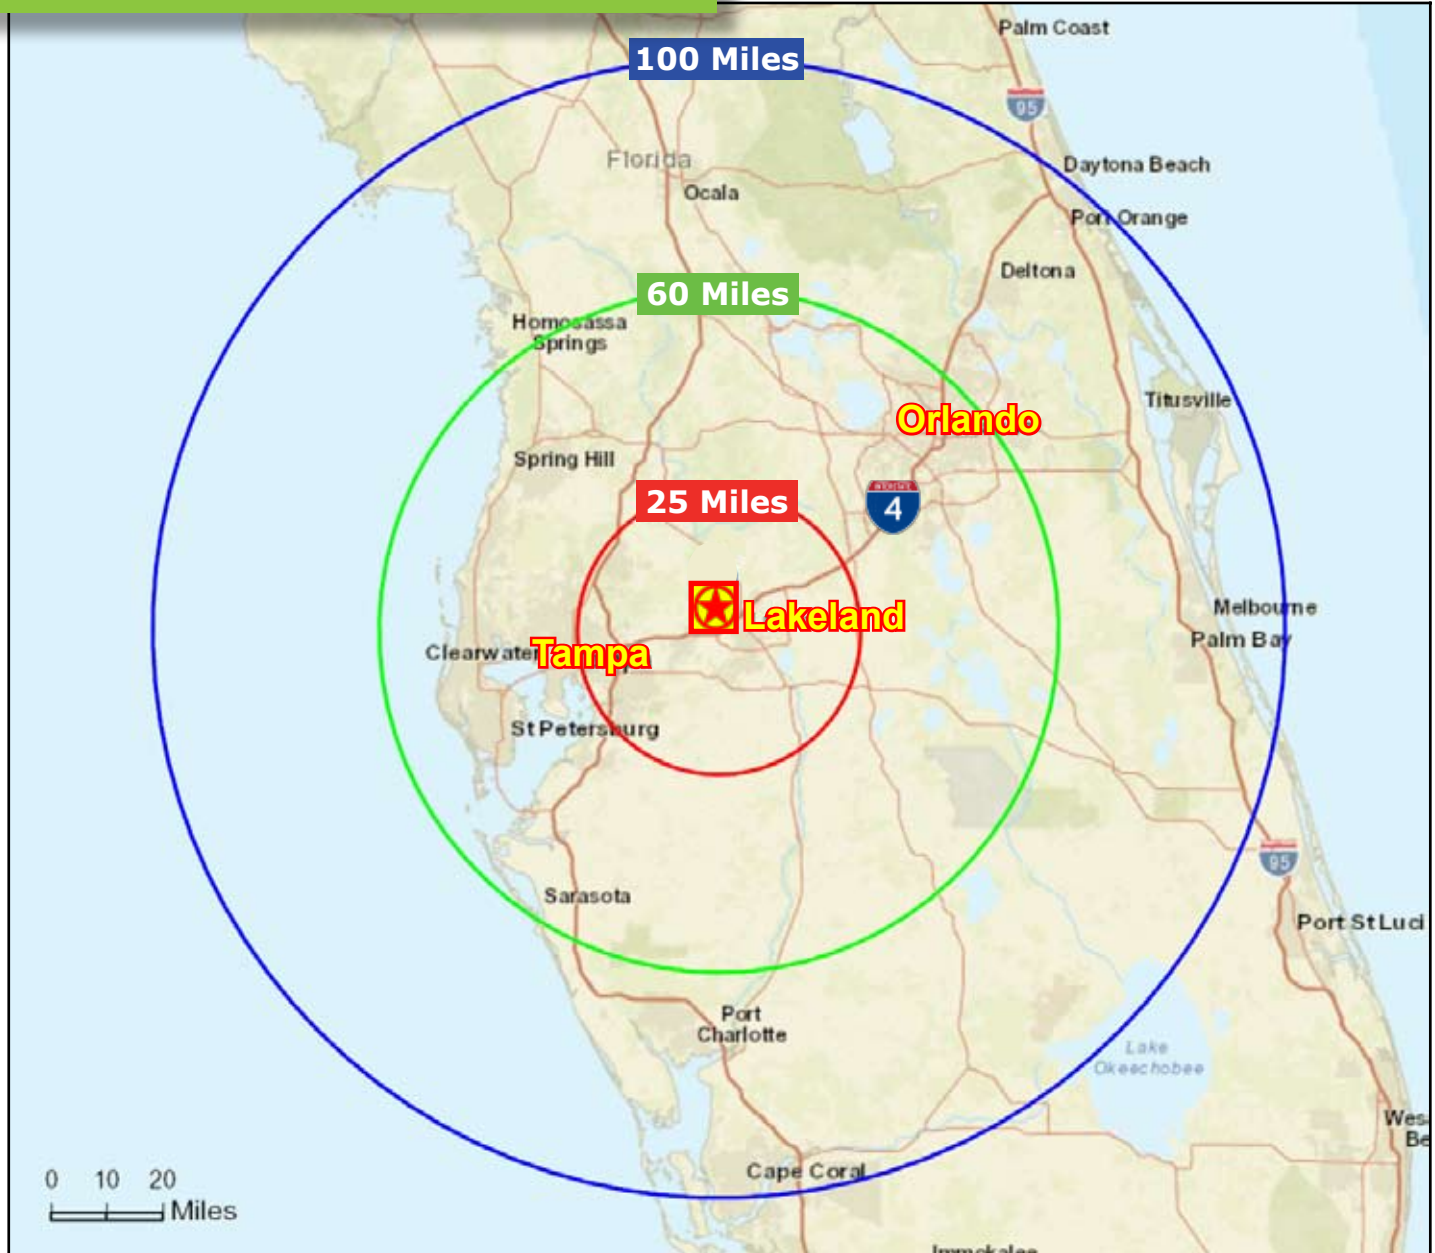 Palm Coast
100 Miles
95
Florida
Daytona Beach
Ocala
Port Orange
Deltona
60 Miles
Homosassa
Springs
Titusville
Orlando
Spring Hill
25 Miles
INTERSTATE
4
Lakeland
Melbourne
Palm Bay
Clearwater
Tampa
St Petersburg
95
Sarasota
Port St Luci
Port
Charlotte
Lake
Okeechobee
Wes
Be
Cape Coral
0 10 20
Miles
Immokalee